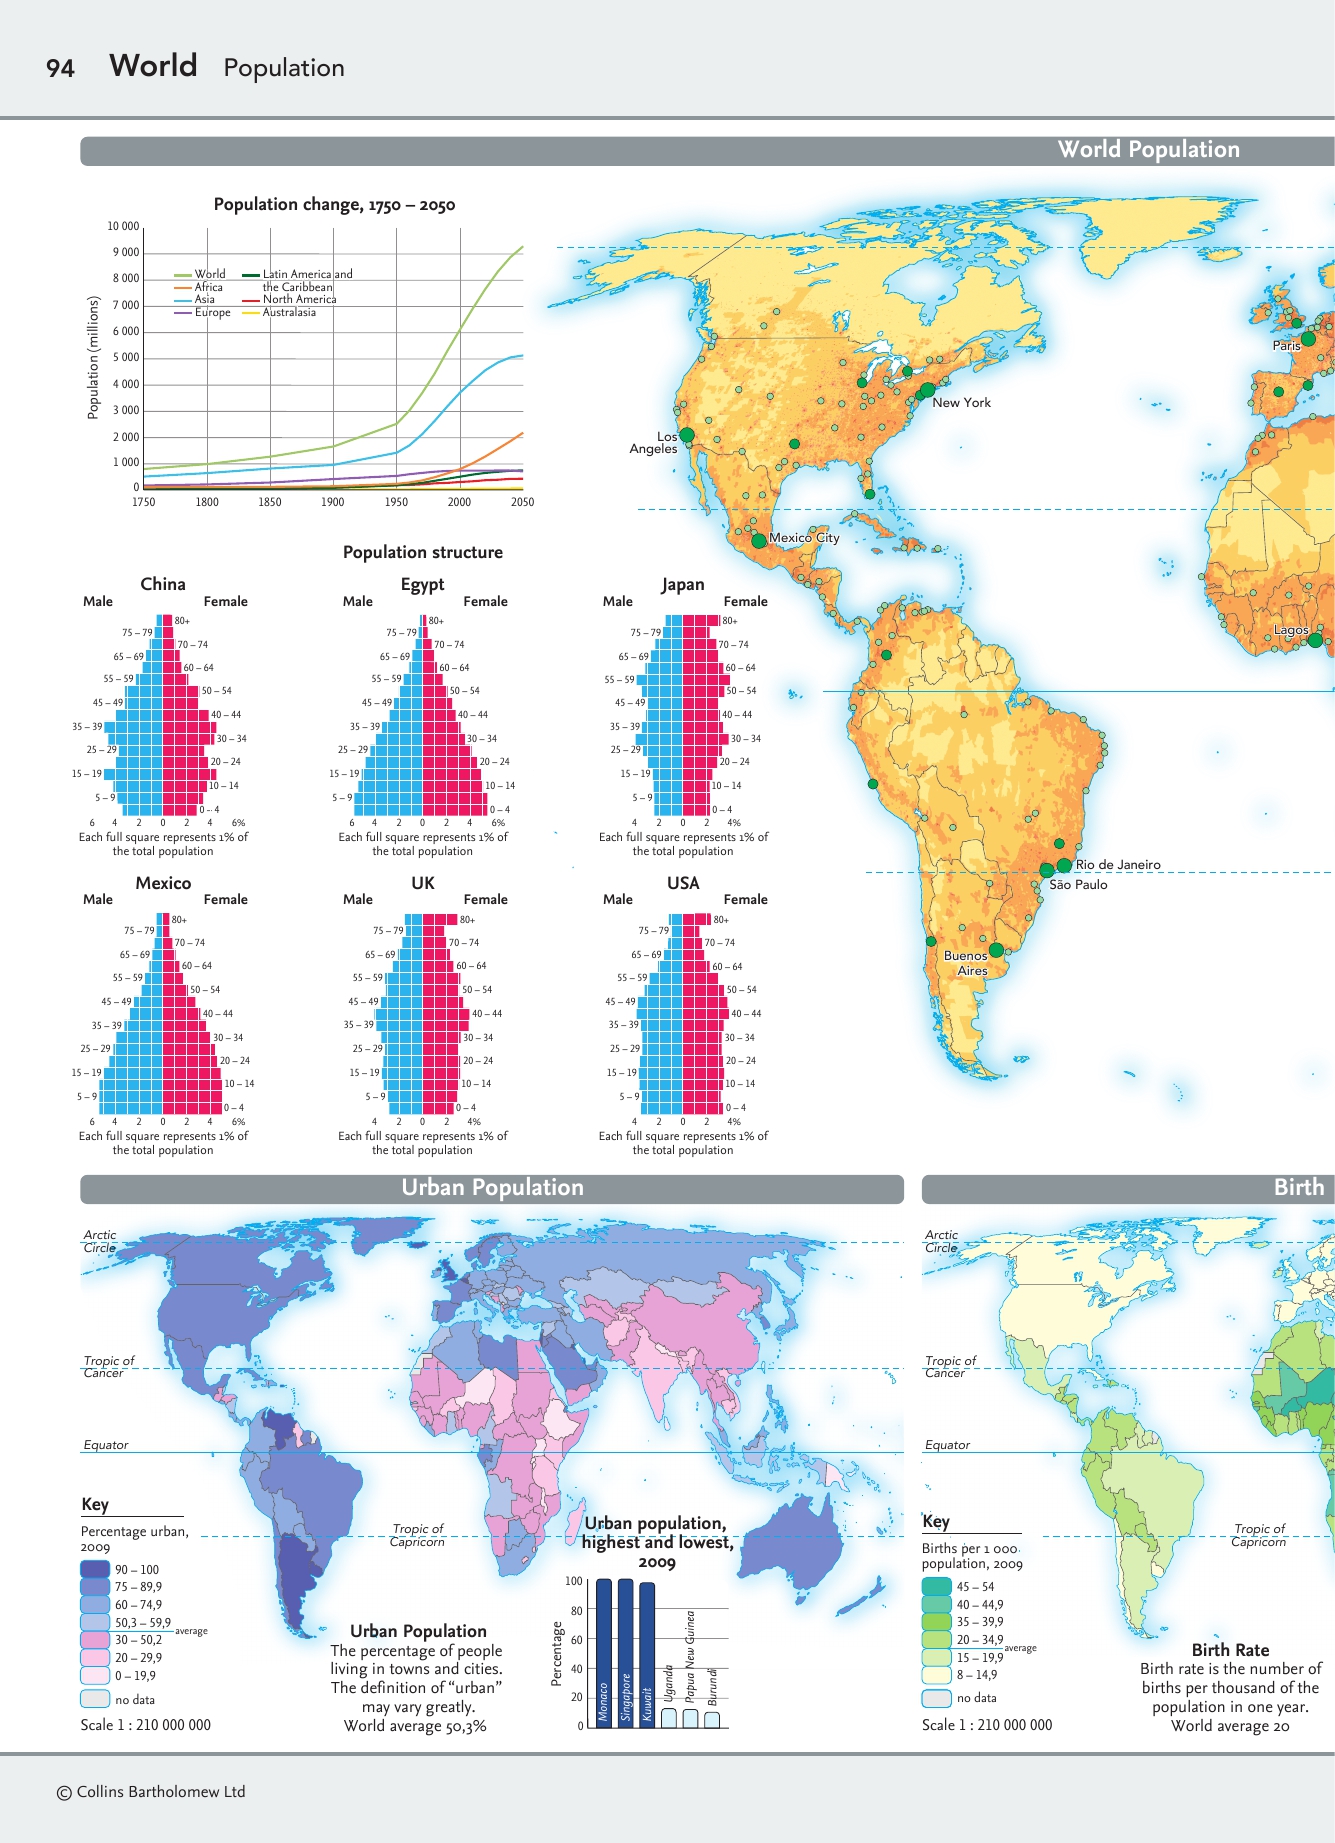 94 World Population
World Population
Population change, 1750 – 2050
Population (millions)
10 000
9 000
8 000
7 000
6 000
5 000
4 000
3 000
2 000
1 000
0
World
Africa
Asia
Europe
Latin America and
the Caribbean
North America
Australasia
1750 1800 1850 1900 1950 2000 2050
Paris
New York
Los
Angeles
Mexico City
Lagos
Rio de Janeiro
São Paulo
Buenos
Aires
Population structure
China
Male Female
80+
75 – 79
70 – 74
65 – 69
60 – 64
55 – 59
50 – 54
45 – 49
40 – 44
35 – 39
30 – 34
25 – 29
20 – 24
15 – 19
10 – 14
5 – 9
0 – 4
6 4 2 0 2 4 6%
Each full square represents 1% of
the total population
Egypt
Male Female
80+
75 – 79
70 – 74
65 – 69
60 – 64
55 – 59
50 – 54
45 – 49
40 – 44
35 – 39
30 – 34
25 – 29
20 – 24
15 – 19
10 – 14
5 – 9
0 – 4
6 4 2 0 2 4 6%
Each full square represents 1% of
the total population
Japan
Male Female
80+
75 – 79
70 – 74
65 – 69
60 – 64
55 – 59
50 – 54
45 – 49
40 – 44
35 – 39
30 – 34
25 – 29
20 – 24
15 – 19
10 – 14
5 – 9
0 – 4
4 2 0 2 4%
Each full square represents 1% of
the total population
Mexico
Male Female
80+
75 – 79
70 – 74
65 – 69
60 – 64
55 – 59
50 – 54
45 – 49
40 – 44
35 – 39
30 – 34
25 – 29
20 – 24
15 – 19
10 – 14
5 – 9
0 – 4
6 4 2 0 2 4 6%
Each full square represents 1% of
the total population
UK
Male Female
80+
75 – 79
70 – 74
65 – 69
60 – 64
55 – 59
50 – 54
45 – 49
40 – 44
35 – 39
30 – 34
25 – 29
20 – 24
15 – 19
10 – 14
5 – 9
0 – 4
4 2 0 2 4%
Each full square represents 1% of
the total population
USA
Male Female
80+
75 – 79
70 – 74
65 – 69
60 – 64
55 – 59
50 – 54
45 – 49
40 – 44
35 – 39
30 – 34
25 – 29
20 – 24
15 – 19
10 – 14
5 – 9
0 – 4
4 2 0 2 4%
Each full square represents 1% of
the total population
Urban Population
Arctic
Circle
Tropic of
Cancer
Equator
Tropic of
Capricorn
Key
Percentage urban,
2009
90 – 100
75 – 89,9
60 – 74,9
50,3 – 59,9
average
30 – 50,2
20 – 29,9
0 – 19,9
no data
Scale 1 : 210 000 000
Urban Population
The percentage of people
living in towns and cities.
The definition of “urban”
may vary greatly.
World average 50,3%
Urban population,
highest and lowest,
2009
Percentage
100
80
60
40
20
0
Monaco
Singapore
Kuwait
Uganda
Papua New Guinea
Burundi
Birth
Arctic
Circle
Tropic of
Cancer
Equator
Tropic of
Capricorn
Key
Births per 1 000
population, 2009
45 – 54
40 – 44,9
35 – 39,9
20 – 34,9
average
15 – 19,9
8 – 14,9
no data
Scale 1 : 210 000 000
Birth Rate
Birth rate is the number of
births per thousand of the
population in one year.
World average 20
© Collins Bartholomew Ltd